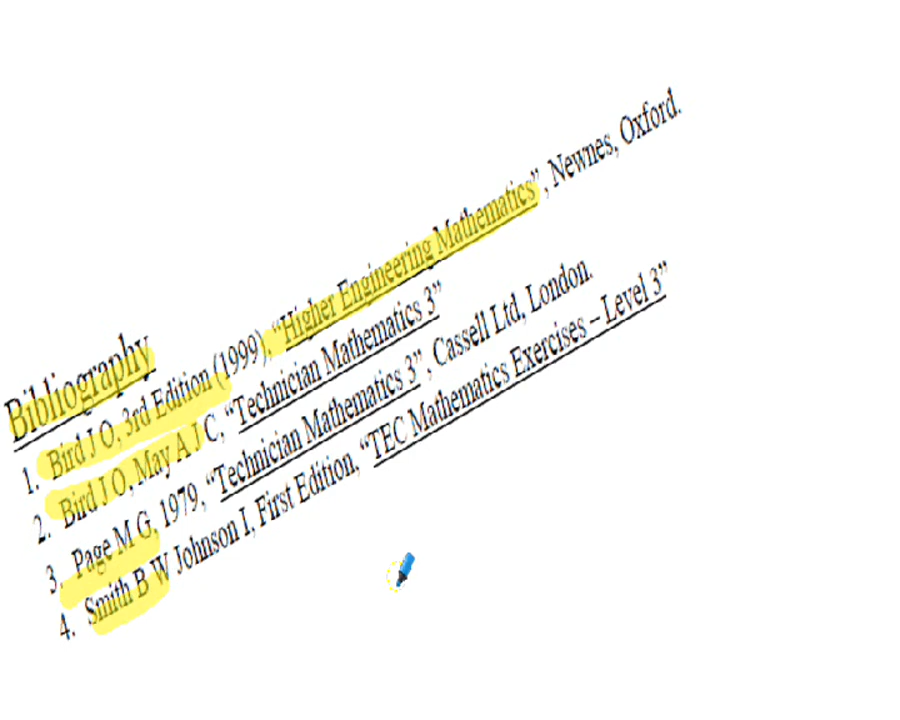 Bibliography
1. Bird J O, 3rd Edition (1999), “Higher Engineering Mathematics”, Newnes, Oxford.
2. Bird J O, May A J C, “Technician Mathematics 3”
3. Page M G, 1979, “Technician Mathematics 3”, Cassell Ltd, London.
4. Smith B W Johnson I, First Edition, “TEC Mathematics Exercises – Level 3”